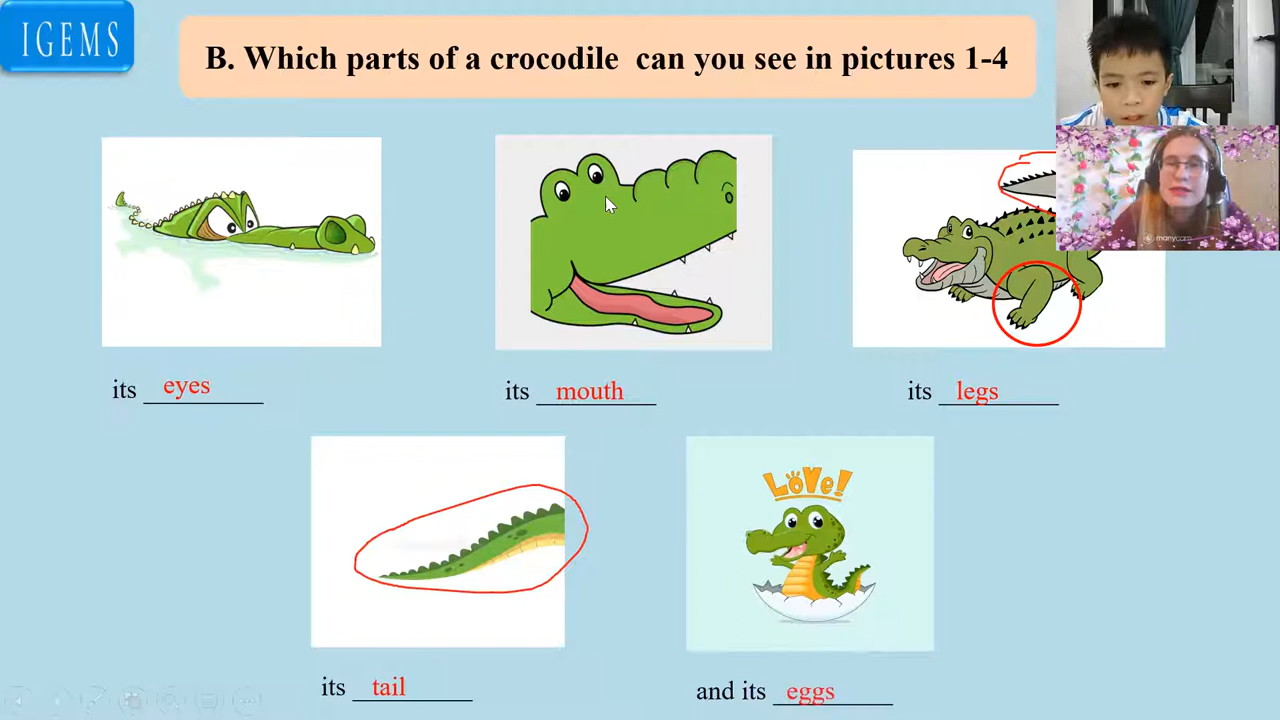 IGEMS
B. Which parts of a crocodile can you see in pictures 1-4
its eyes
its mouth
its legs
LOVE!
its tail
and its eggs
manycam